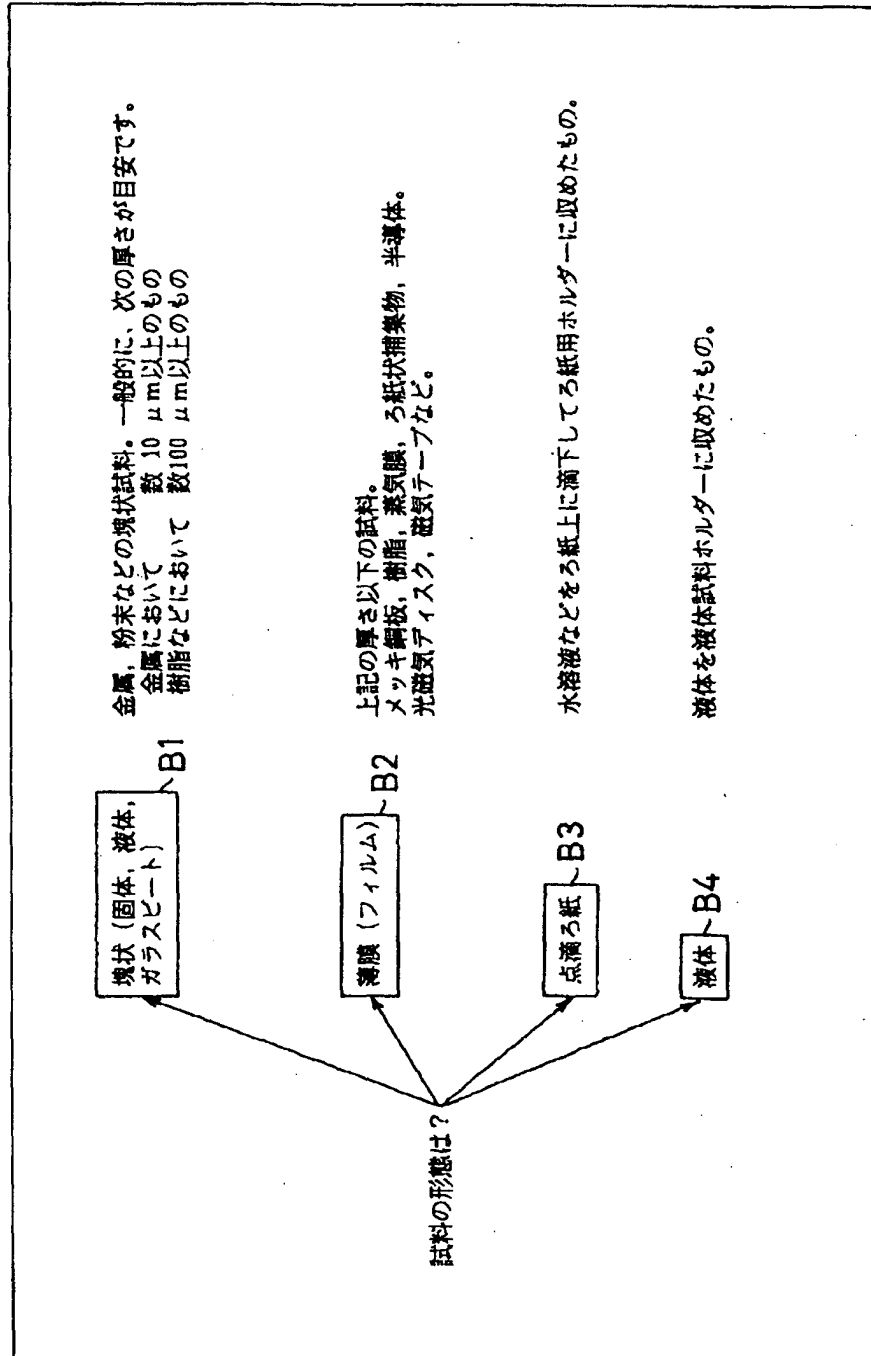 試料の形態は？
塊状（固体，液体，
ガラスビート）
B1
金属，粉末などの塊状試料。一般的に、次の厚さが目安です。
金属において 数 10 μm以上のもの
樹脂などにおいて 数100 μm以上のもの
薄膜（フィルム）
B2
上記の厚さ以下の試料。
メッキ鋼板，樹脂，蒸気膜，ろ紙状捕集物，半導体。
光磁気ディスク，磁気テープなど。
点滴ろ紙
B3
水溶液などをろ紙上に滴下してろ紙用ホルダーに収めたもの。
液体
B4
液体を液体試料ホルダーに収めたもの。